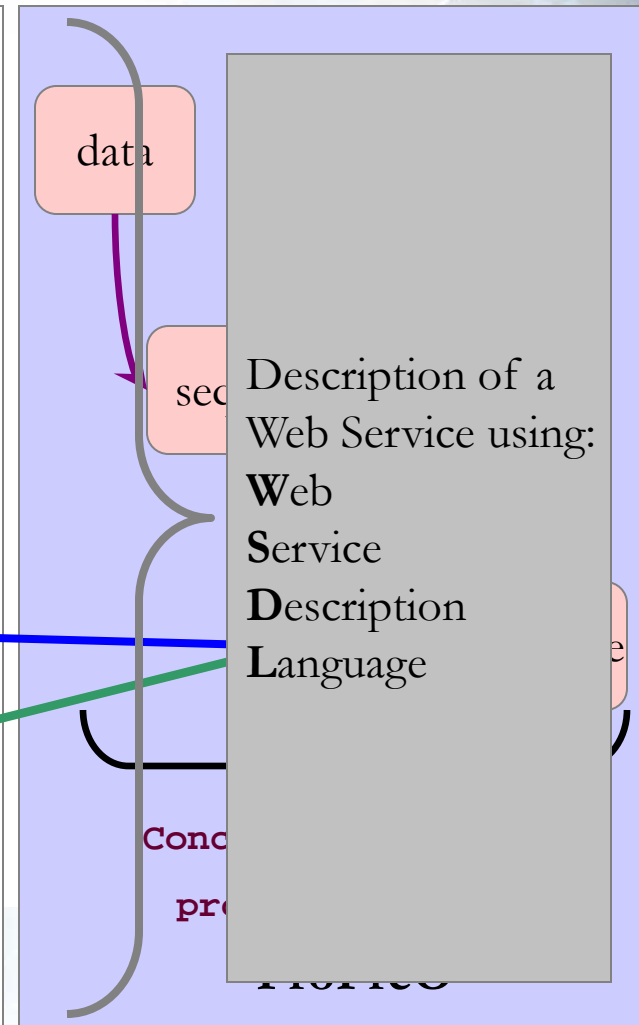 data
Description of a
Web Service using:
Web
Service
Description
Language